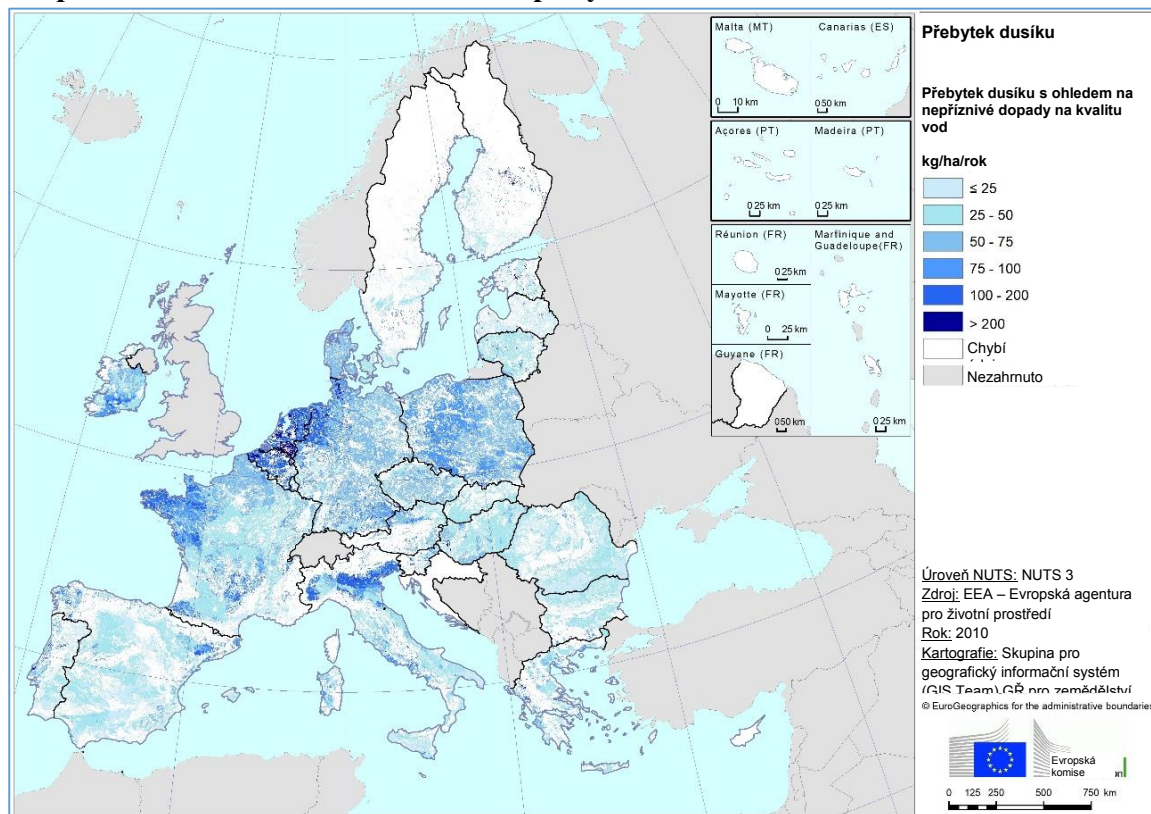 Malta (MT)
Canarias (ES)
0 10 km
0 50 km
Açores (PT)
Madeira (PT)
0 25 km
0 25 km
Réunion (FR)
Martinique and
Guadeloupe(FR)
0 25 km
Mayotte (FR)
0 25 km
Guyane (FR)
0 50 km
0 25 km
Přebytek dusíku
Přebytek dusíku s ohledem na
nepříznivé dopady na kvalitu
vod
kg/ha/rok
≤ 25
25 - 50
50 - 75
75 - 100
100 - 200
> 200
Chybí
Nezahrnuto
Úroveň NUTS: NUTS 3
Zdroj: EEA – Evropská agentura
pro životní prostředí
Rok: 2010
Kartografie: Skupina pro
geografický informační systém
(GIS Team) GŘ pro zemědělství
© EuroGeographics for the administrative boundaries
Evropská
komise
0 125 250 500 750 km